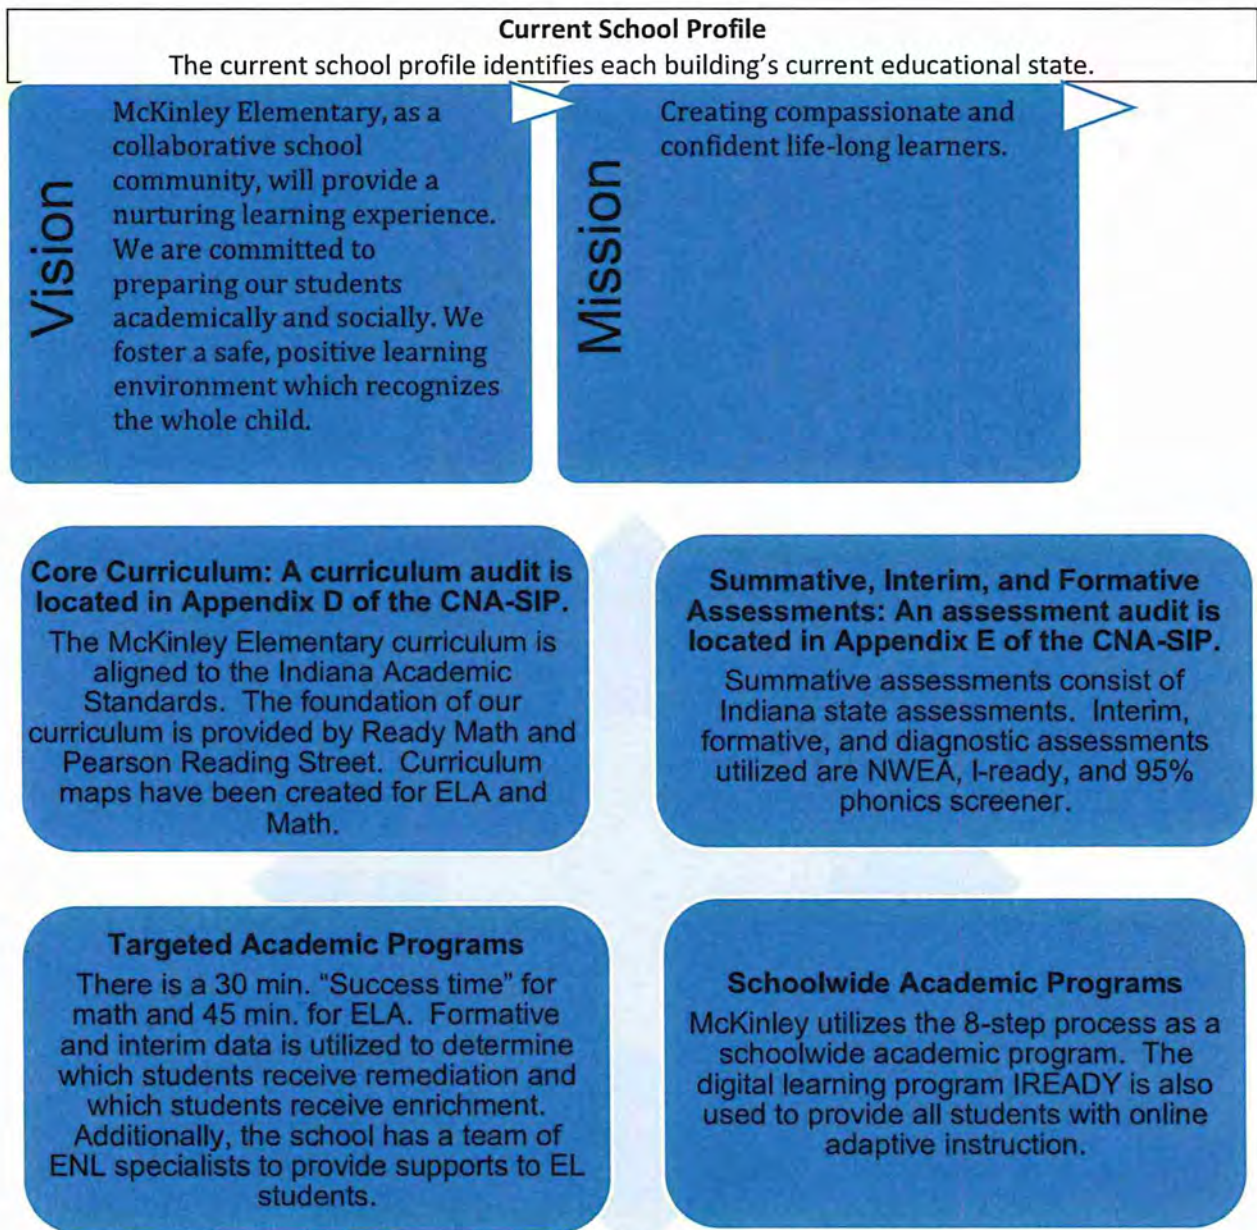 Current School Profile
The current school profile identifies each building's current educational state.
Vision
McKinley Elementary, as a
collaborative school
community, will provide a
nurturing learning experience.
We are committed to
preparing our students
academically and socially. We
foster a safe, positive learning
environment which recognizes
the whole child.
Mission
Creating compassionate and
confident life-long learners.
Core Curriculum: A curriculum audit is
located in Appendix D of the CNA-SIP.
The McKinley Elementary curriculum is
aligned to the Indiana Academic
Standards. The foundation of our
curriculum is provided by Ready Math and
Pearson Reading Street. Curriculum
maps have been created for ELA and
Math.
Summative, Interim, and Formative
Assessments: An assessment audit is
located in Appendix E of the CNA-SIP.
Summative assessments consist of
Indiana state assessments. Interim,
formative, and diagnostic assessments
utilized are NWEA, I-ready, and 95%
phonics screener.
Targeted Academic Programs
There is a 30 min. "Success time" for
math and 45 min. for ELA. Formative
and interim data is utilized to determine
which students receive remediation and
which students receive enrichment.
Additionally, the school has a team of
ENL specialists to provide supports to EL
students.
Schoolwide Academic Programs
McKinley utilizes the 8-step process as a
schoolwide academic program. The
digital learning program IREADY is also
used to provide all students with online
adaptive instruction.